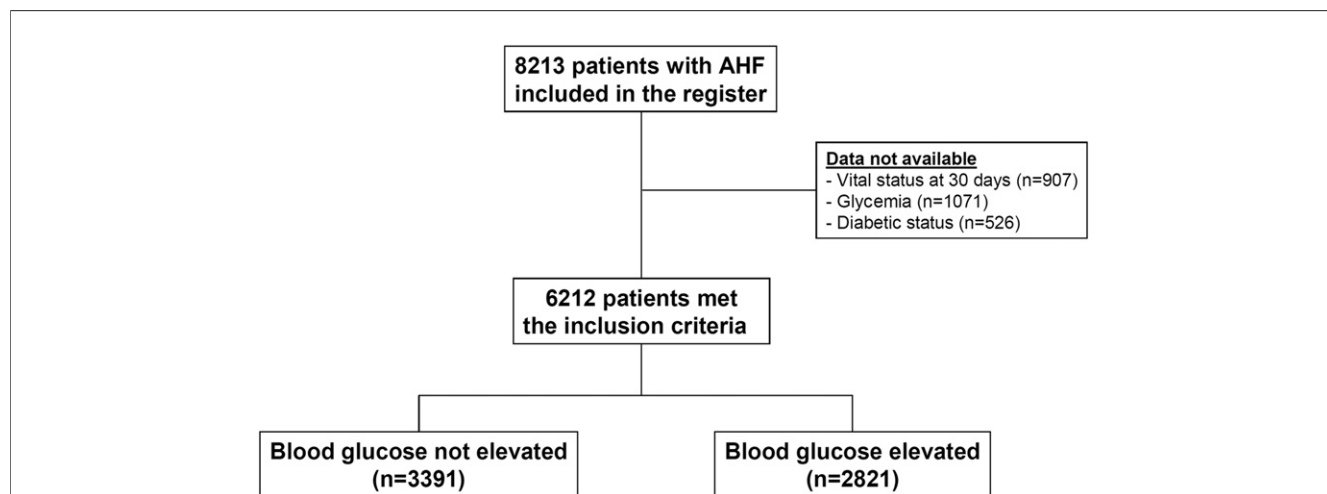 8213 patients with AHF
included in the register
Data not available
- Vital status at 30 days (n=907)
- Glycemia (n=1071)
- Diabetic status (n=526)
6212 patients met
the inclusion criteria
Blood glucose not elevated
(n=3391)
Blood glucose elevated
(n=2821)